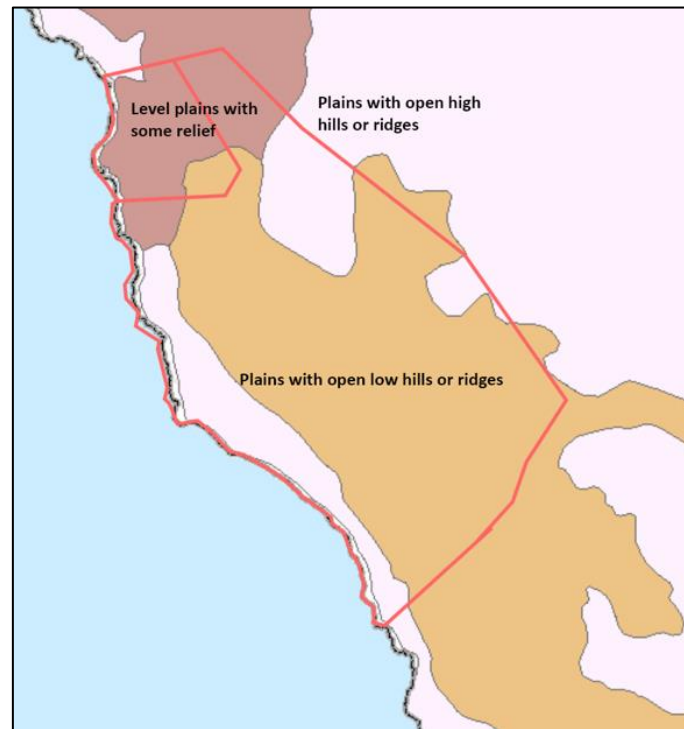 Level plains with
some relief
Plains with open high
hills or ridges
Plains with open low hills or ridges